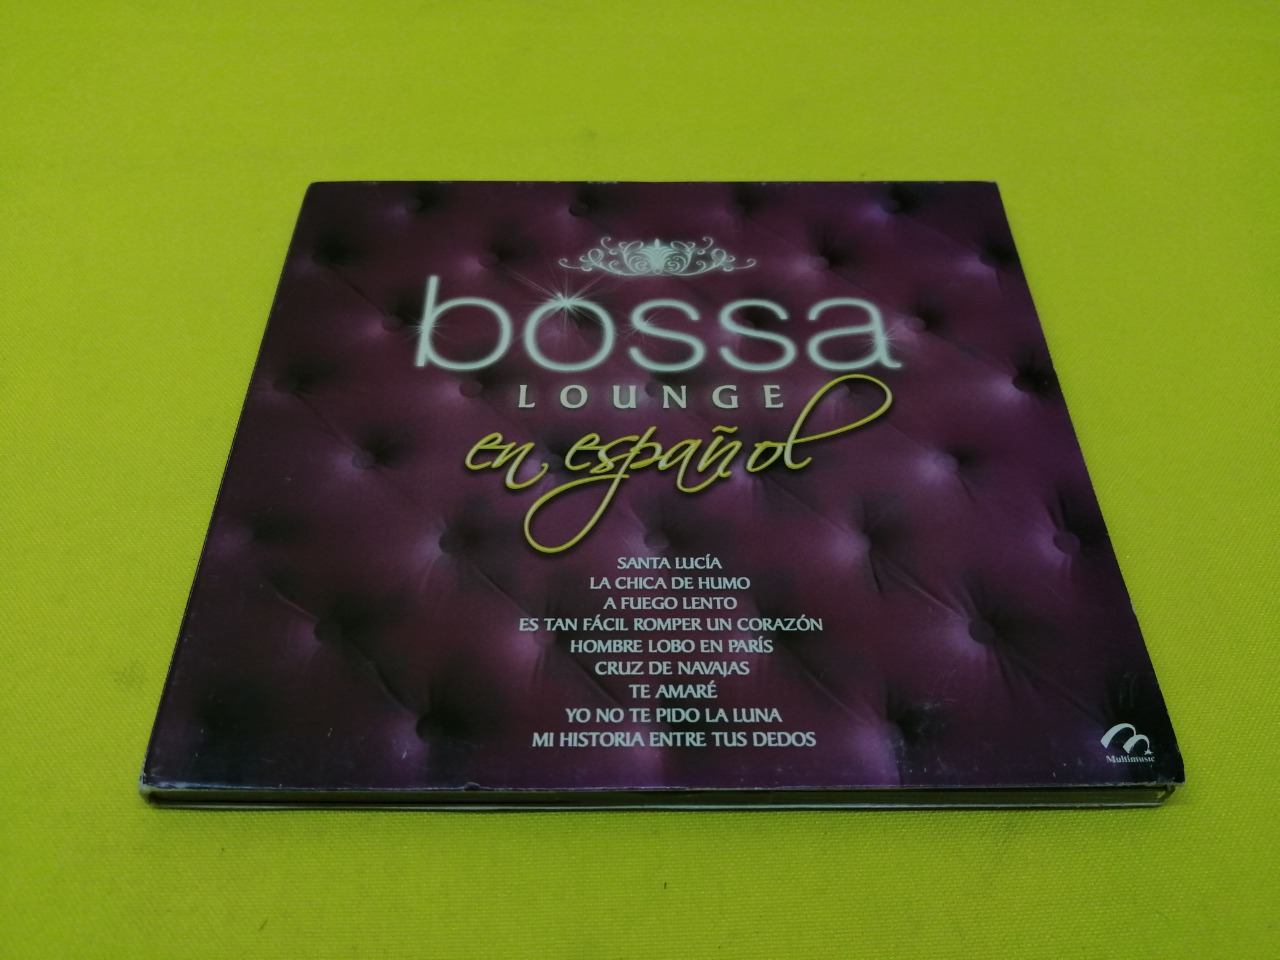 bossa
LOUNGE
en español
SANTA LUCÍA
LA CHICA DE HUMO
A FUEGO LENTO
ES TAN FÁCIL ROMPER UN CORAZÓN
HOMBRE LOBO EN PARÍS
CRUZ DE NAVAJAS
TE AMARÉ
YO NO TE PIDO LA LUNA
MI HISTORIA ENTRE TUS DEDOS
Multimusic